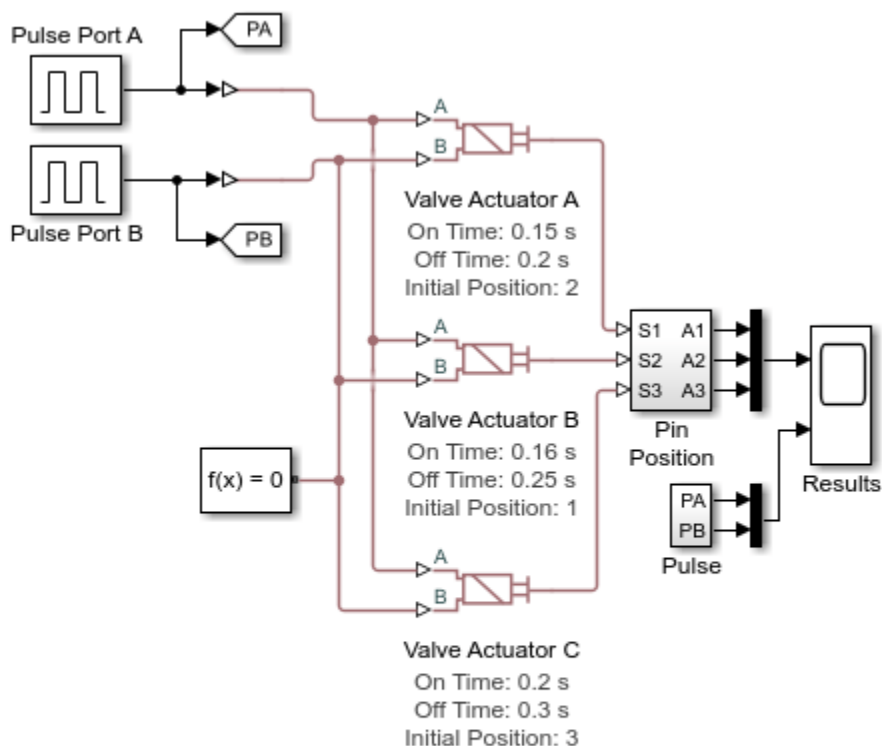 Pulse Port A
PA
Pulse Port B
PB
A
B
Valve Actuator A
On Time: 0.15 s
Off Time: 0.2 s
Initial Position: 2
A
B
Valve Actuator B
On Time: 0.16 s
Off Time: 0.25 s
Initial Position: 1
f(x) = 0
A
B
Valve Actuator C
On Time: 0.2 s
Off Time: 0.3 s
Initial Position: 3
S1 A1
S2 A2
S3 A3
Pin
Position
PA
PB
Pulse
Results